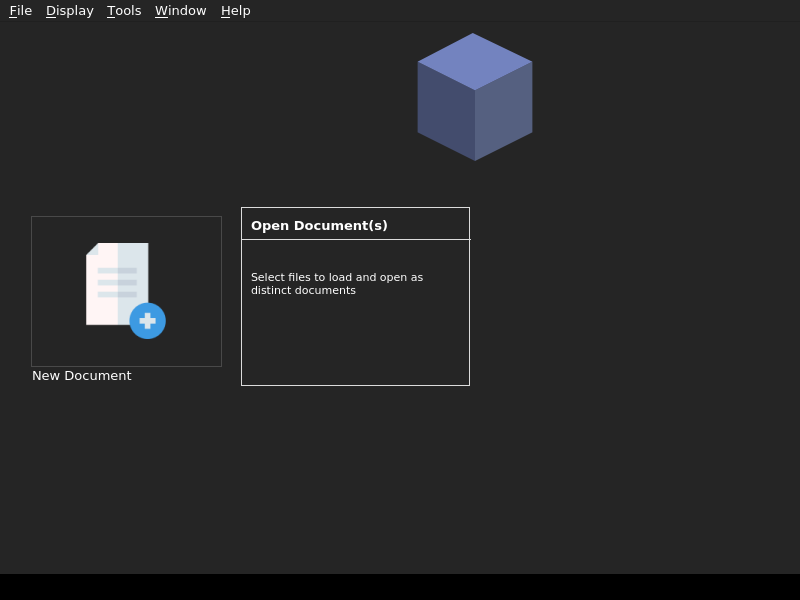 File Display Tools Window Help
Open Document(s)
Select files to load and open as
distinct documents
New Document